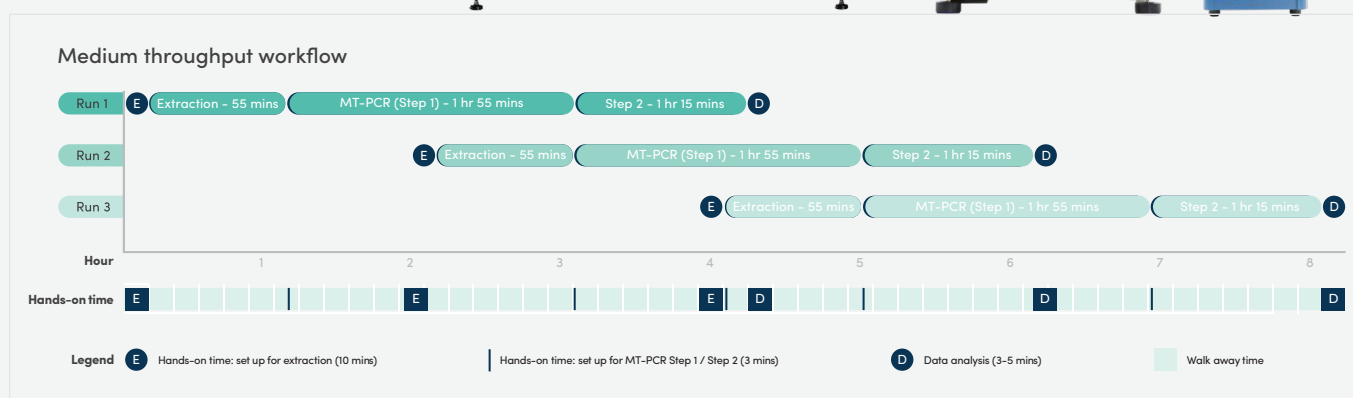 Medium throughput workflow
Run 1 E Extraction - 55 mins MT-PCR (Step 1) - 1 hr 55 mins Step 2 - 1 hr 15 mins D
Run 2 E Extraction - 55 mins MT-PCR (Step 1) - 1 hr 55 mins Step 2 - 1 hr 15 mins D
Run 3 E Extraction - 55 mins MT-PCR (Step 1) - 1 hr 55 mins Step 2 - 1 hr 15 mins D
Hour 1 2 3 4 5 6 7 8
Hands-on time E E E D D D
Legend E Hands-on time: set up for extraction (10 mins) Hands-on time: set up for MT-PCR Step 1 / Step 2 (3 mins) D Data analysis (3-5 mins) Walk away time